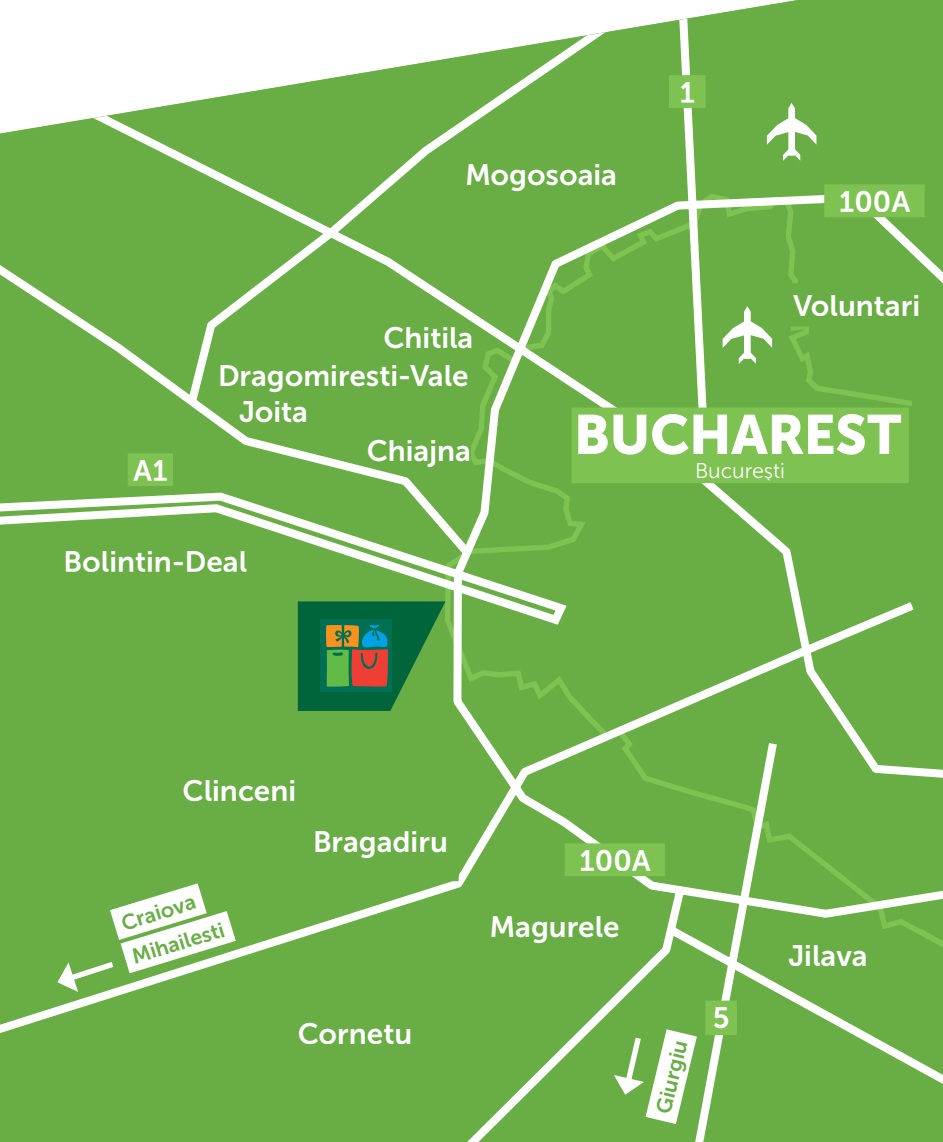 1
Mogosoaia
100A
Voluntari
Chitila
Dragomiresti-Vale
Joita
BUCHAREST
București
Chiajna
A1
Bolintin-Deal
Clinceni
Bragadiru
100A
Craiova
Mihailesti
Magurele
Jilava
5
Cornetu
Giurgiu